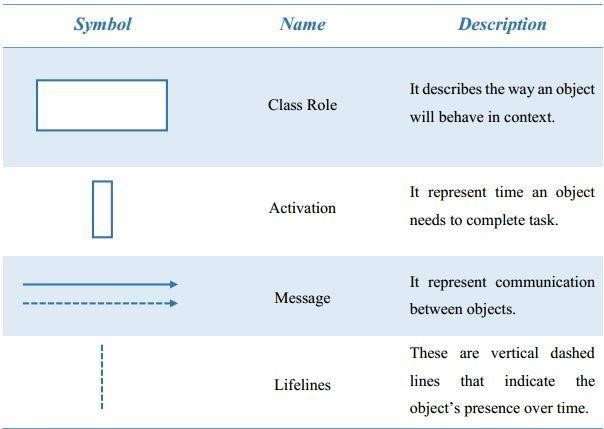 Symbol Name Description
Class Role
It describes the way an object
will behave in context.
Activation
It represent time an object
needs to complete task.
Message
It represent communication
between objects.
Lifelines
These are vertical dashed
lines that indicate the
object's presence over time.